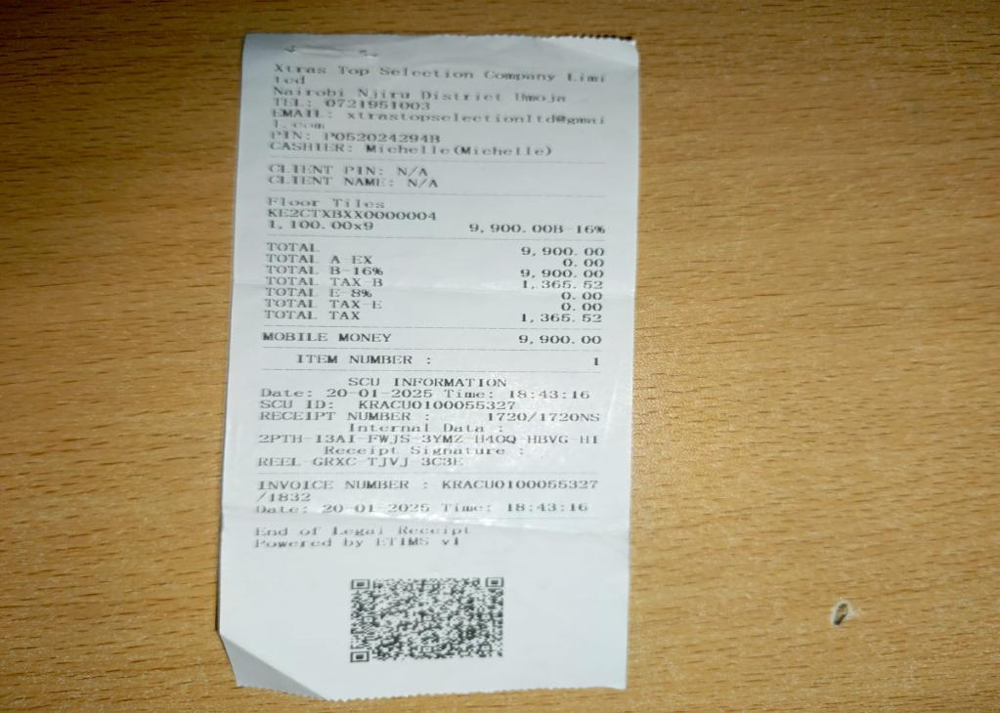 Xtras Top Selection Company Limi
ted
Nairobi Njiru District Umoja
TEL: 0721951003
EMAIL: xtrastopselectionltd@gmai
l.com
PIN: P052024294B
CASHIER: Michelle(Michelle)
CLIENT PIN: N/A
CLIENT NAME: N/A
Floor Tiles
KE2CTXBXX0000004
1,100.00x9 9,900.00B-16%
TOTAL 9,900.00
TOTAL A-EX 0.00
TOTAL B-16% 9,900.00
TOTAL TAX-B 1,365.52
TOTAL E-8% 0.00
TOTAL TAX-E 0.00
TOTAL TAX 1,365.52
MOBILE MONEY 9,900.00
ITEM NUMBER : 1
SCU INFORMATION
Date: 20-01-2025 Time: 18:43:16
SCU ID: KRACU0100055327
RECEIPT NUMBER : 1720/1720NS
Internal Data :
2PTH-I3AI-FWJS-3YMZ-H4OQ-HBVG-HI
Receipt Signature :
REEL-GRXC-TJVJ-3C3E
INVOICE NUMBER : KRACU0100055327
/1832
Date: 20-01-2025 Time: 18:43:16
End of Legal Receipt
Powered by ETIMS v1